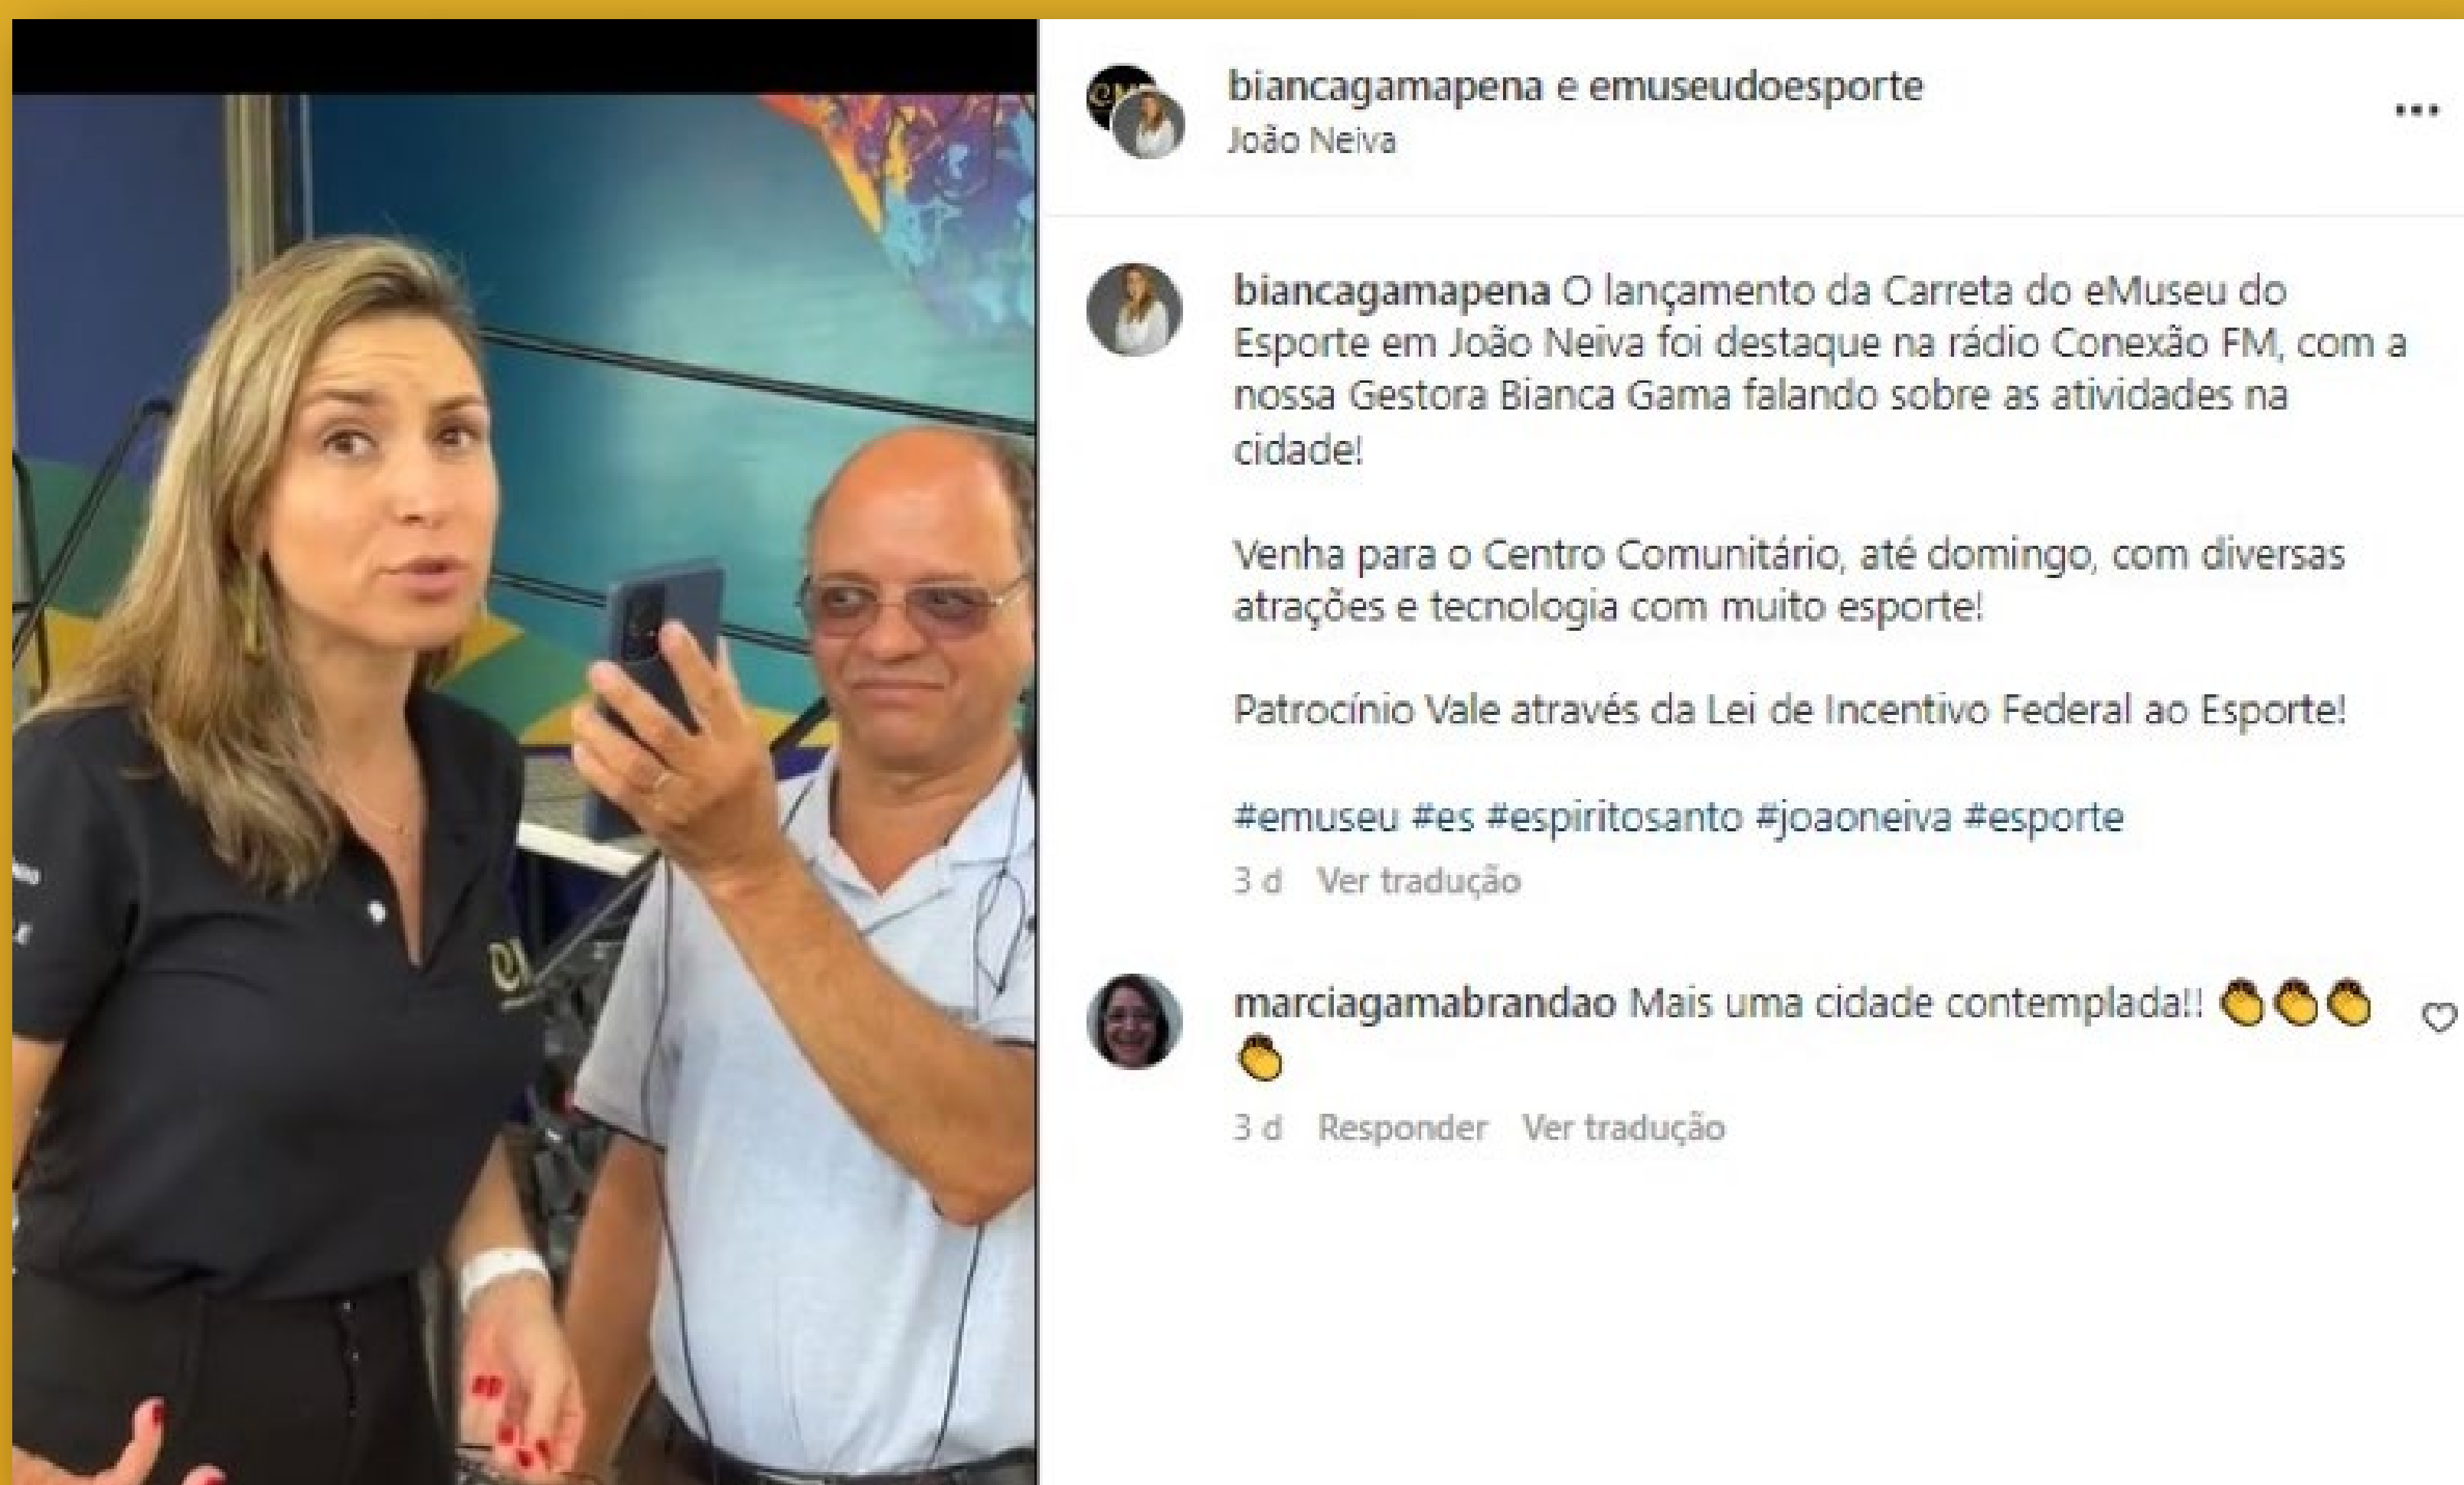 biancagamapena e emuseudoesporte
João Neiva
biancagamapena O lançamento da Carreta do eMuseu do
Esporte em João Neiva foi destaque na rádio Conexão FM, com a
nossa Gestora Bianca Gama falando sobre as atividades na
cidade!
Venha para o Centro Comunitário, até domingo, com diversas
atrações e tecnologia com muito esporte!
Patrocínio Vale através da Lei de Incentivo Federal ao Esporte!
#emuseu #es #espiritosanto #joaoneiva #esporte
3 d Ver tradução
marciagamabrandao Mais uma cidade contemplada!! 👏👏👏
👏
3 d Responder Ver tradução